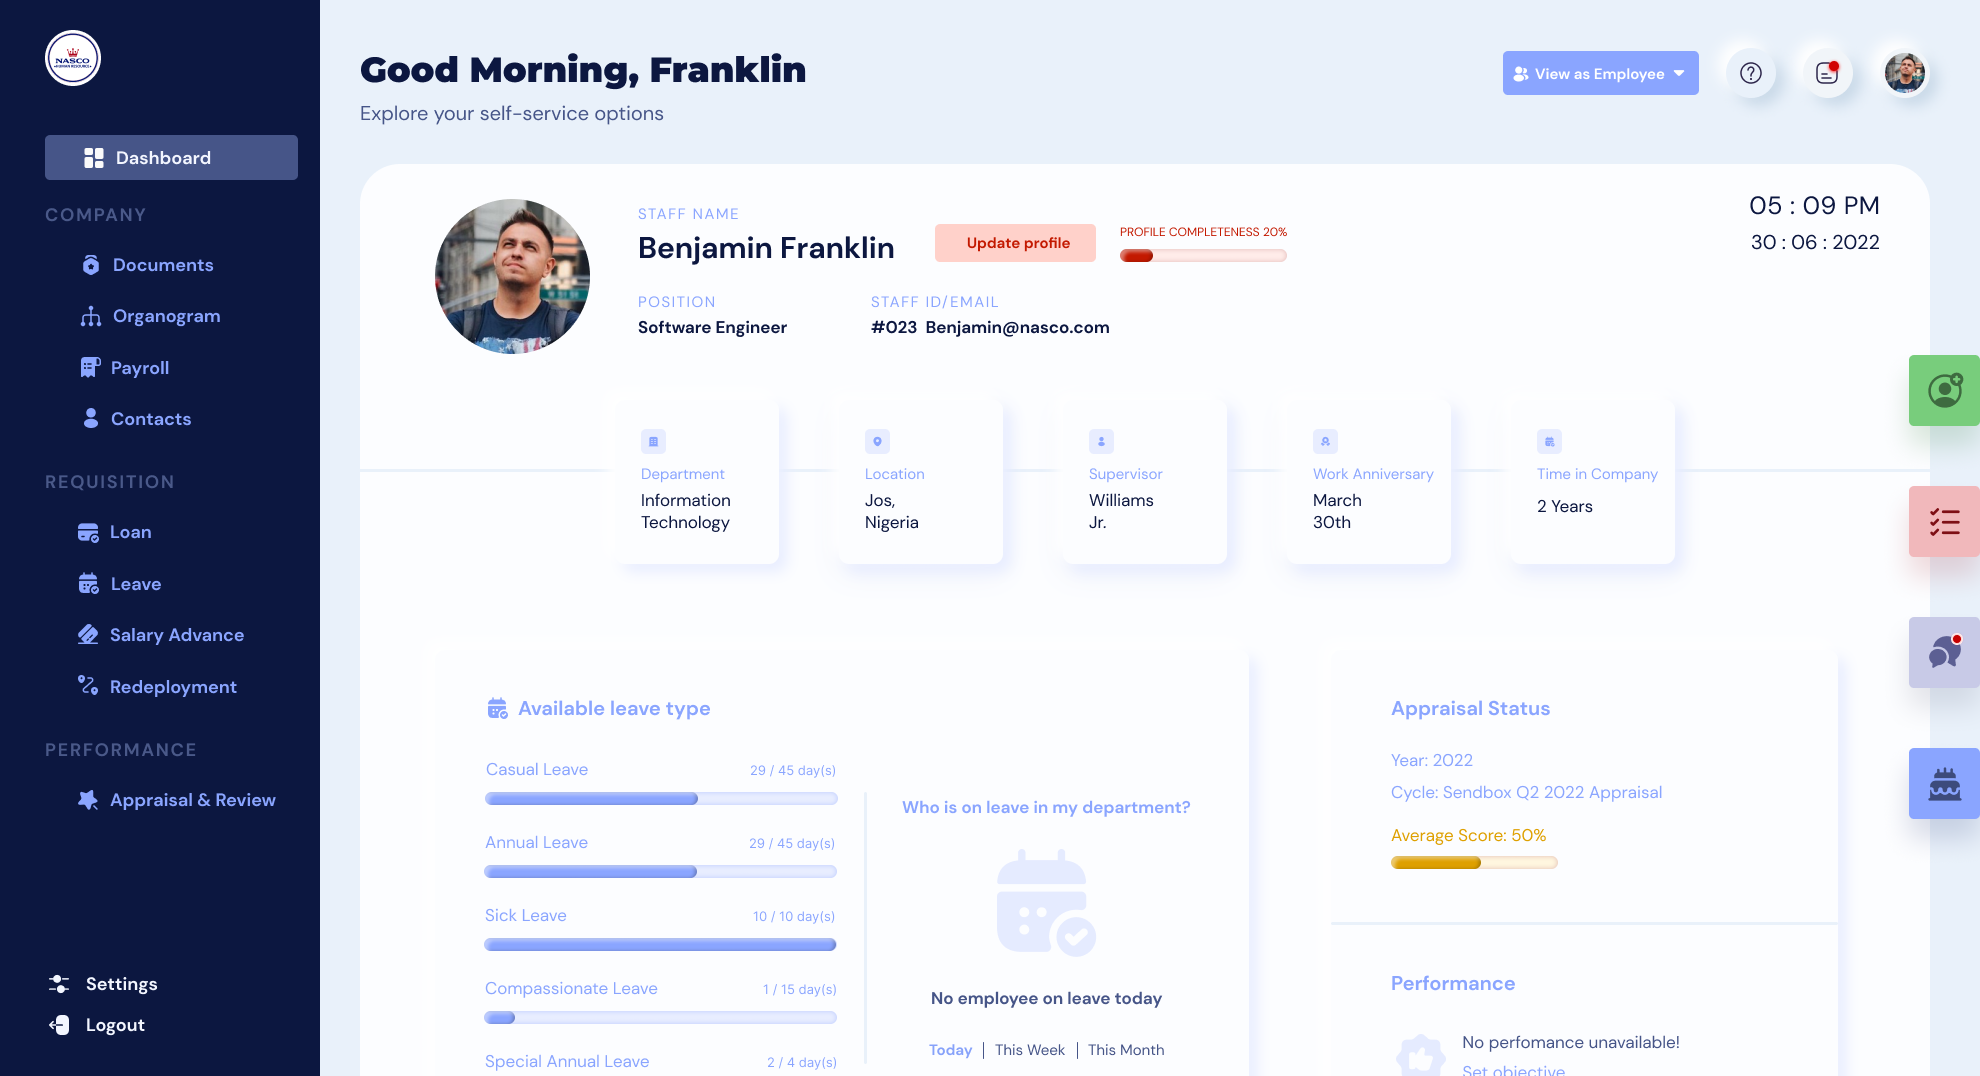 NASCO
HUMAN RESOURCE
Dashboard
COMPANY
Documents
Organogram
Payroll
Contacts
REQUISITION
Loan
Leave
Salary Advance
Redeployment
PERFORMANCE
Appraisal & Review
Settings
Logout
Good Morning, Franklin
Explore your self-service options
View as Employee
STAFF NAME
Benjamin Franklin
Update profile
PROFILE COMPLETENESS 20%
05 : 09 PM
30 : 06 : 2022
POSITION
Software Engineer
STAFF ID/EMAIL
#023 Benjamin@nasco.com
Department
Information
Technology
Location
Jos,
Nigeria
Supervisor
Williams
Jr.
Work Anniversary
March
30th
Time in Company
2 Years
Available leave type
Casual Leave 29 / 45 day(s)
Annual Leave 29 / 45 day(s)
Sick Leave 10 / 10 day(s)
Compassionate Leave 1 / 15 day(s)
Special Annual Leave 2 / 4 day(s)
Who is on leave in my department?
No employee on leave today
Today | This Week | This Month
Appraisal Status
Year: 2022
Cycle: Sendbox Q2 2022 Appraisal
Average Score: 50%
Performance
No perfomance unavailable!
Set objective